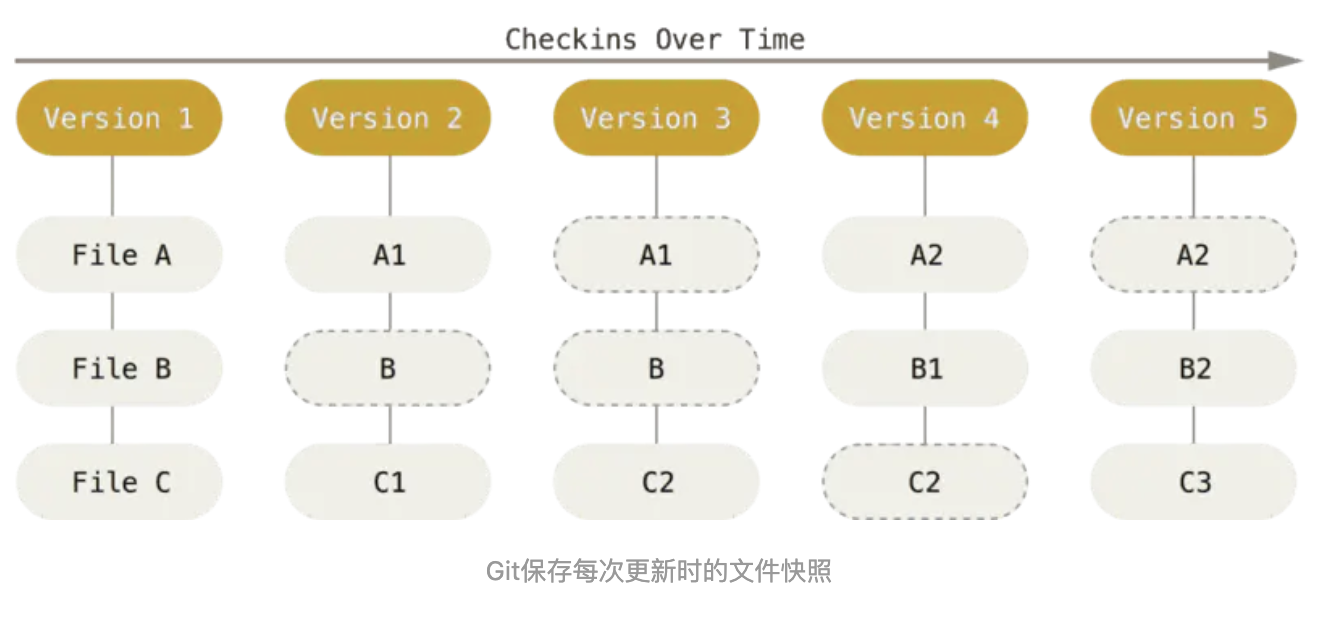 Checkins Over Time
Version 1 Version 2 Version 3 Version 4 Version 5
File A A1 A1 A2 A2
File B B B B1 B2
File C C1 C2 C2 C3
Git保存每次更新时的文件快照